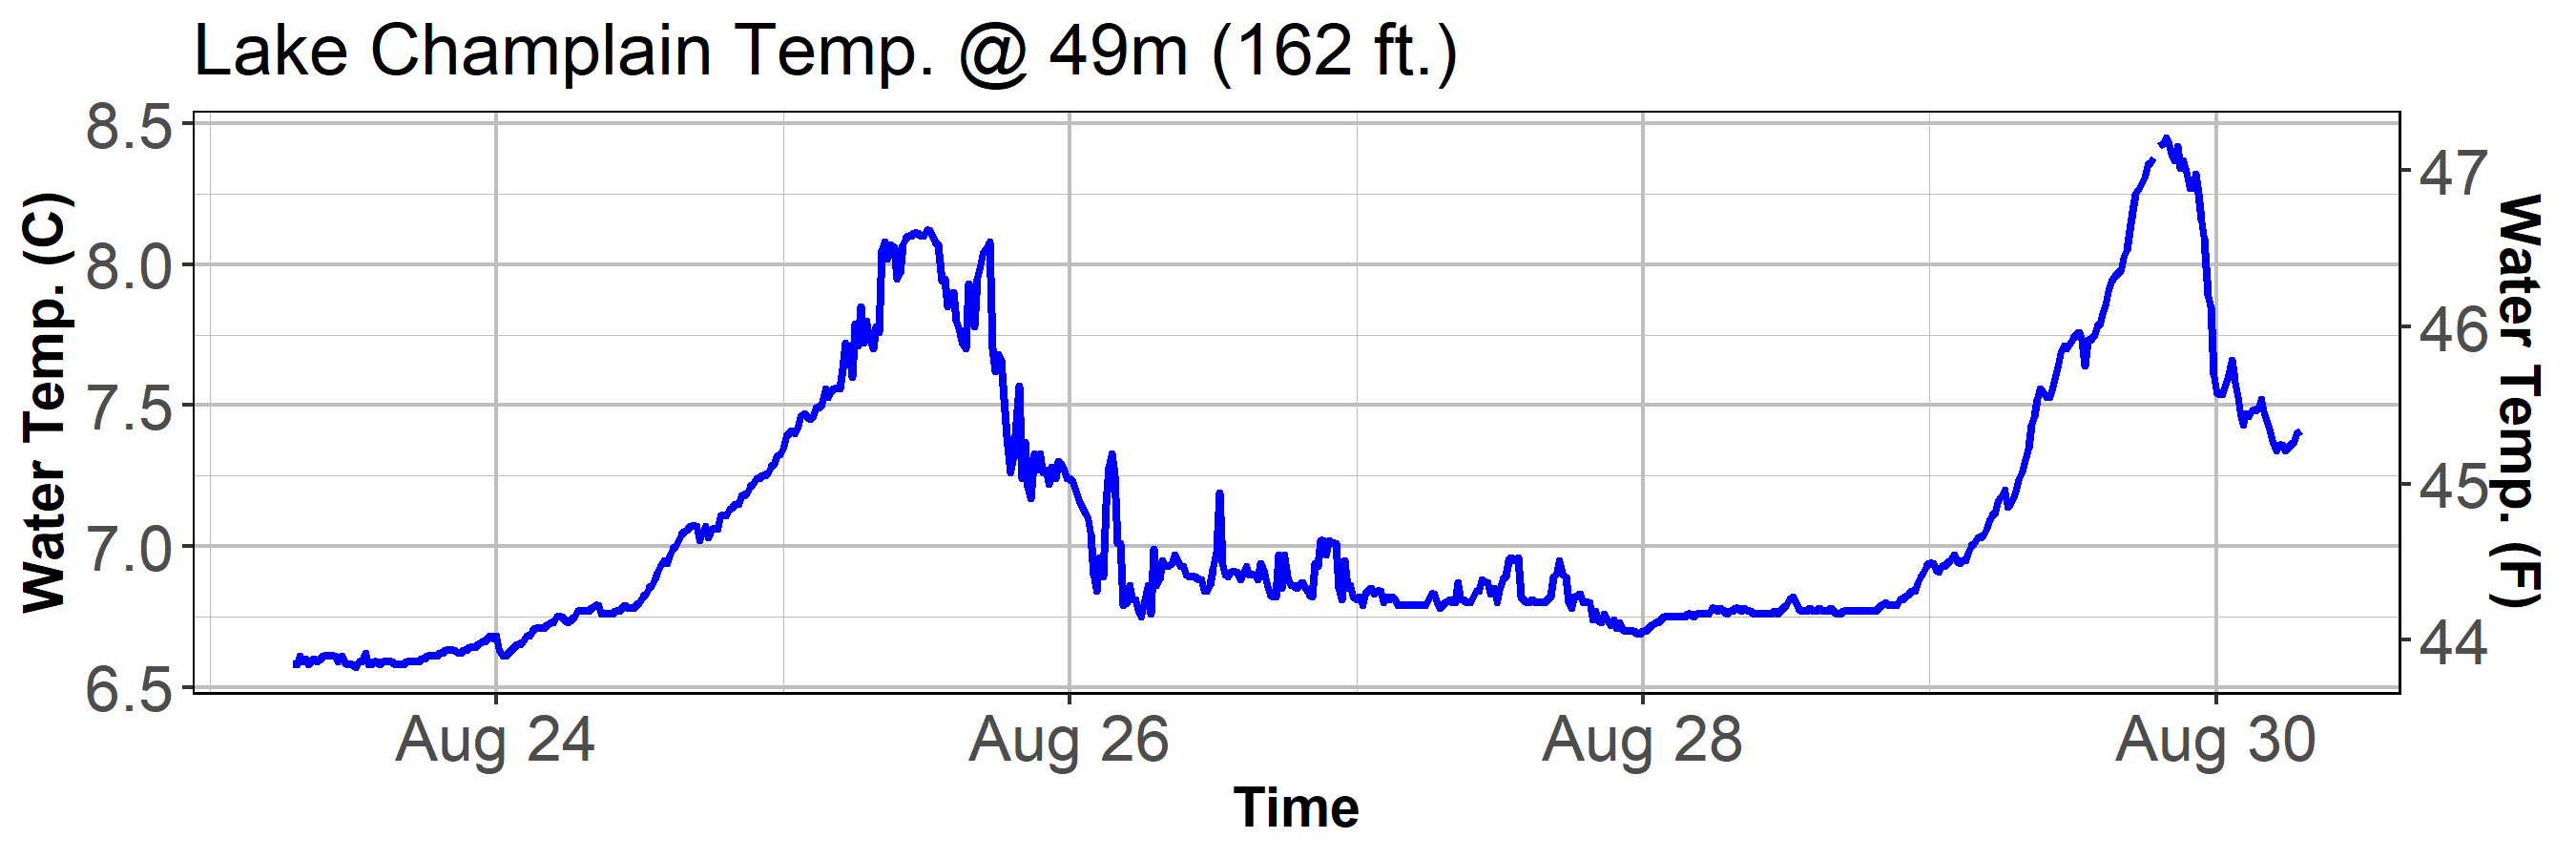 Lake Champlain Temp. @ 49m (162 ft.)
Water Temp. (C)
8.5
8.0
7.5
7.0
6.5
47
46
45
44
Water Temp. (F)
Aug 24
Aug 26
Aug 28
Aug 30
Time